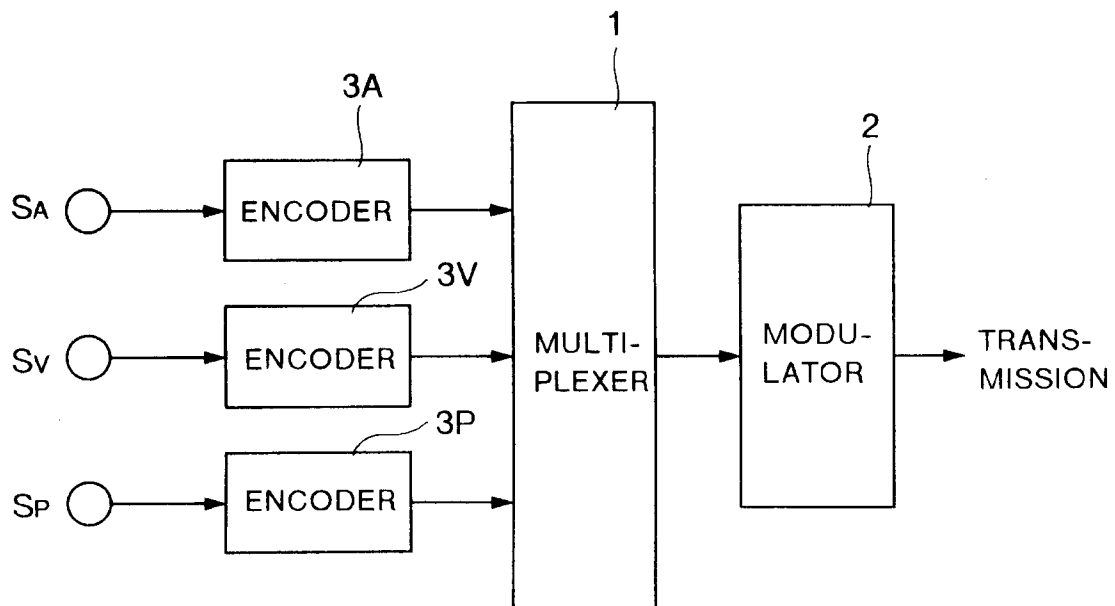 1
3A
2
SA
ENCODER
3V
SV
ENCODER
MULTI-
PLEXER
MODU-
LATOR
TRANS-
MISSION
3P
SP
ENCODER